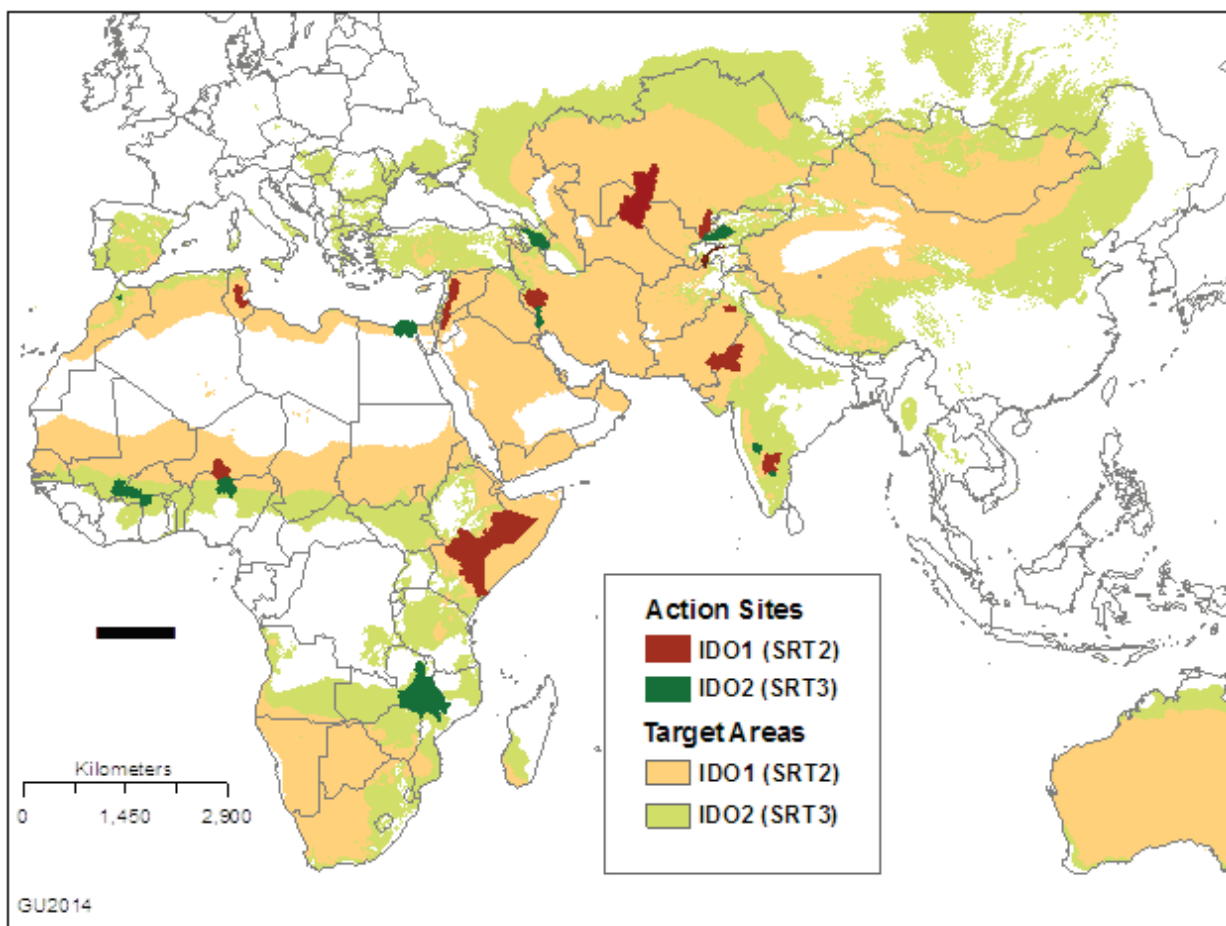 Action Sites
IDO1 (SRT2)
IDO2 (SRT3)
Target Areas
IDO1 (SRT2)
IDO2 (SRT3)
Kilometers
0 1,450 2,900
GU2014